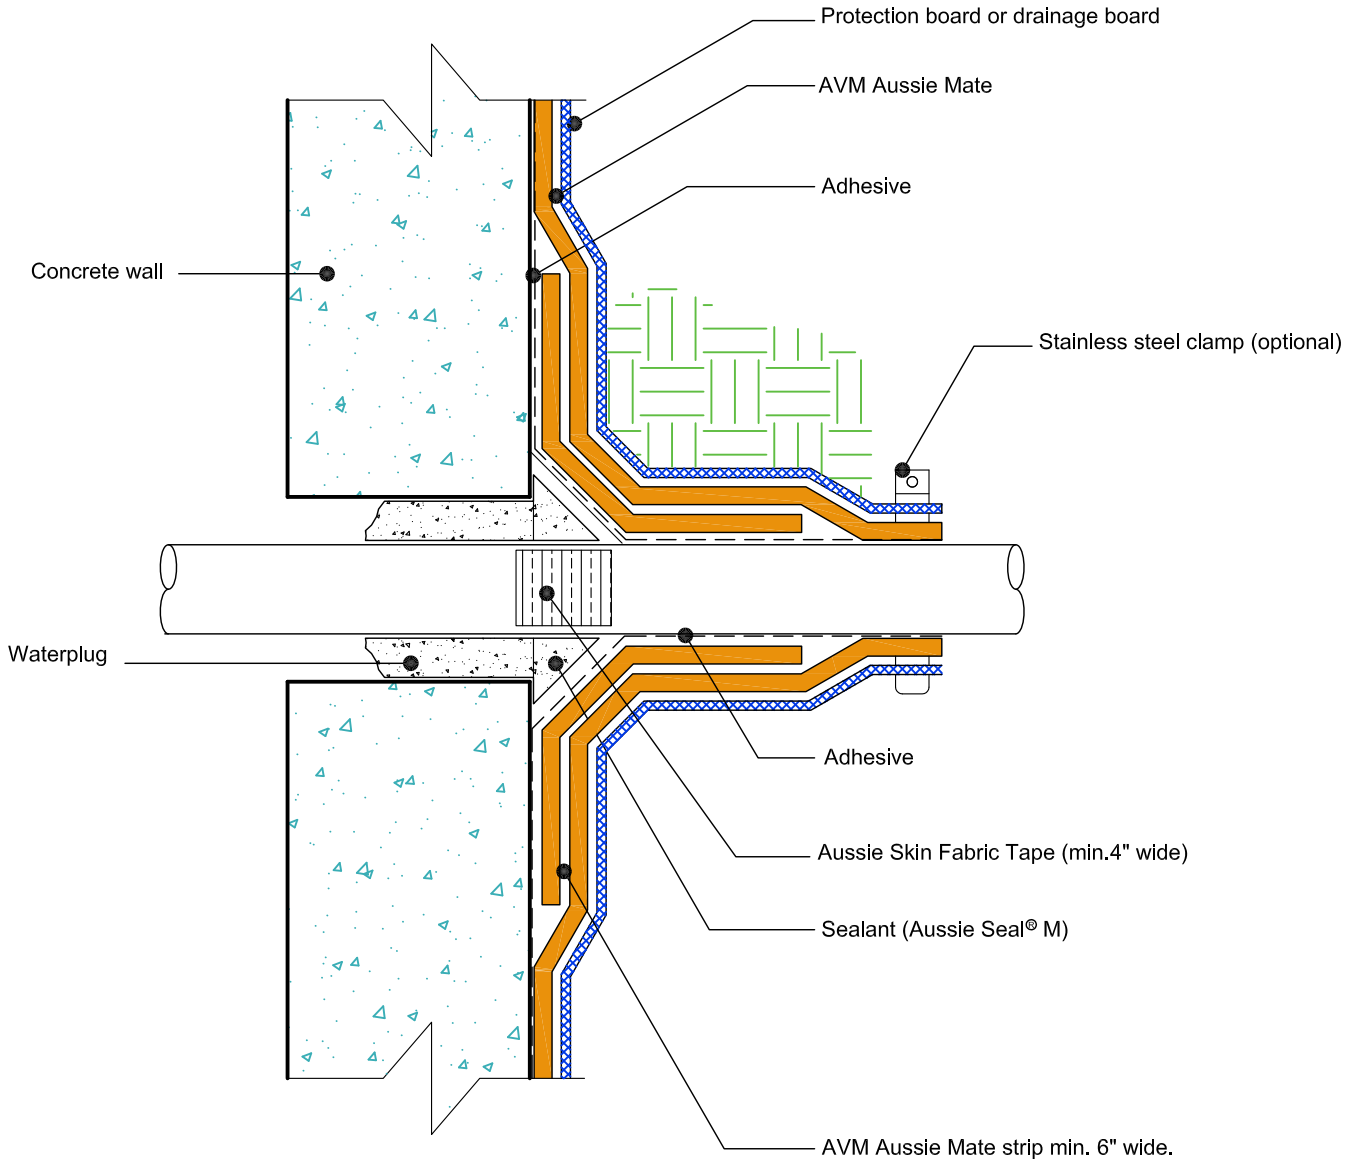 Protection board or drainage board
AVM Aussie Mate
Adhesive
Concrete wall
Stainless steel clamp (optional)
Waterplug
Adhesive
Aussie Skin Fabric Tape (min.4" wide)
Sealant (Aussie Seal® M)
AVM Aussie Mate strip min. 6" wide.